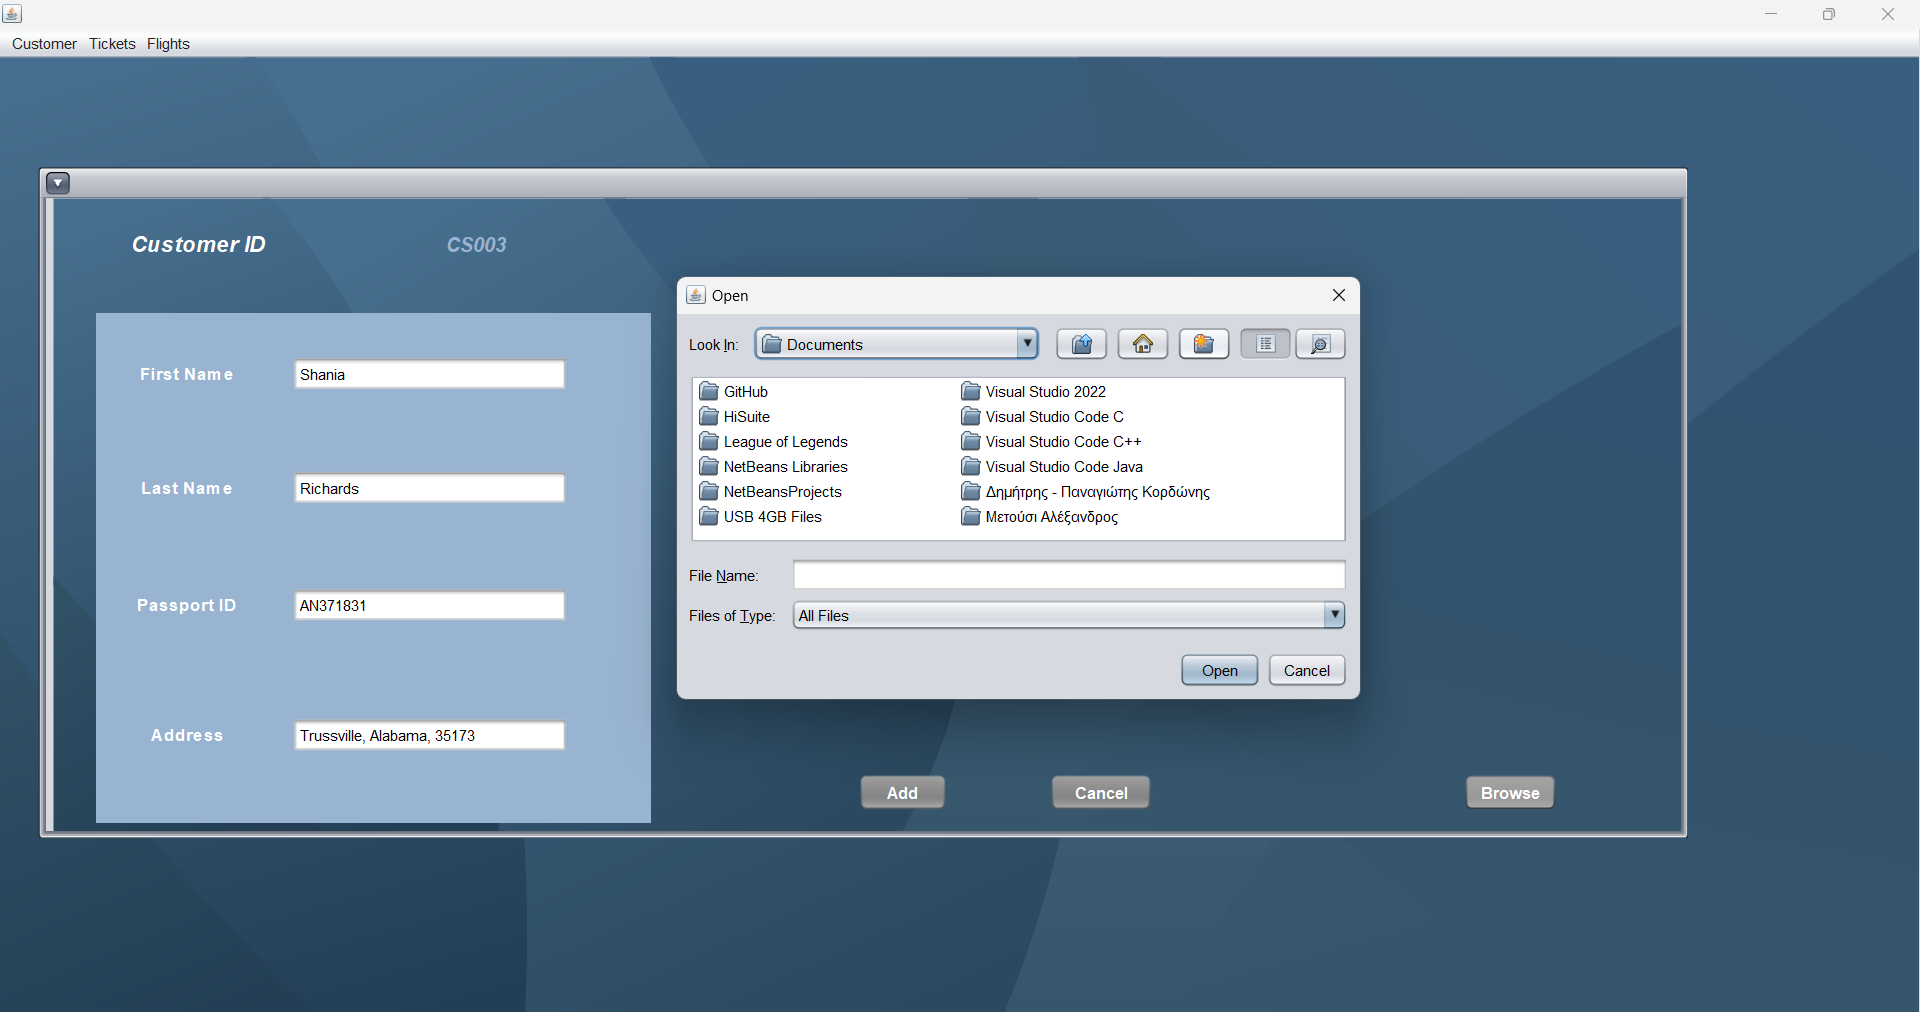 Customer Tickets Flights
Customer ID CS003
First Name Shania
Last Name Richards
Passport ID AN371831
Address Trussville, Alabama, 35173
Open
Look In: Documents
GitHub
HiSuite
League of Legends
NetBeans Libraries
NetBeansProjects
USB 4GB Files
Visual Studio 2022
Visual Studio Code C
Visual Studio Code C++
Visual Studio Code Java
Δημήτρης - Παναγιώτης Κορδώνης
Μετούσι Αλέξανδρος
File Name:
Files of Type: All Files
Open Cancel
Add Cancel Browse